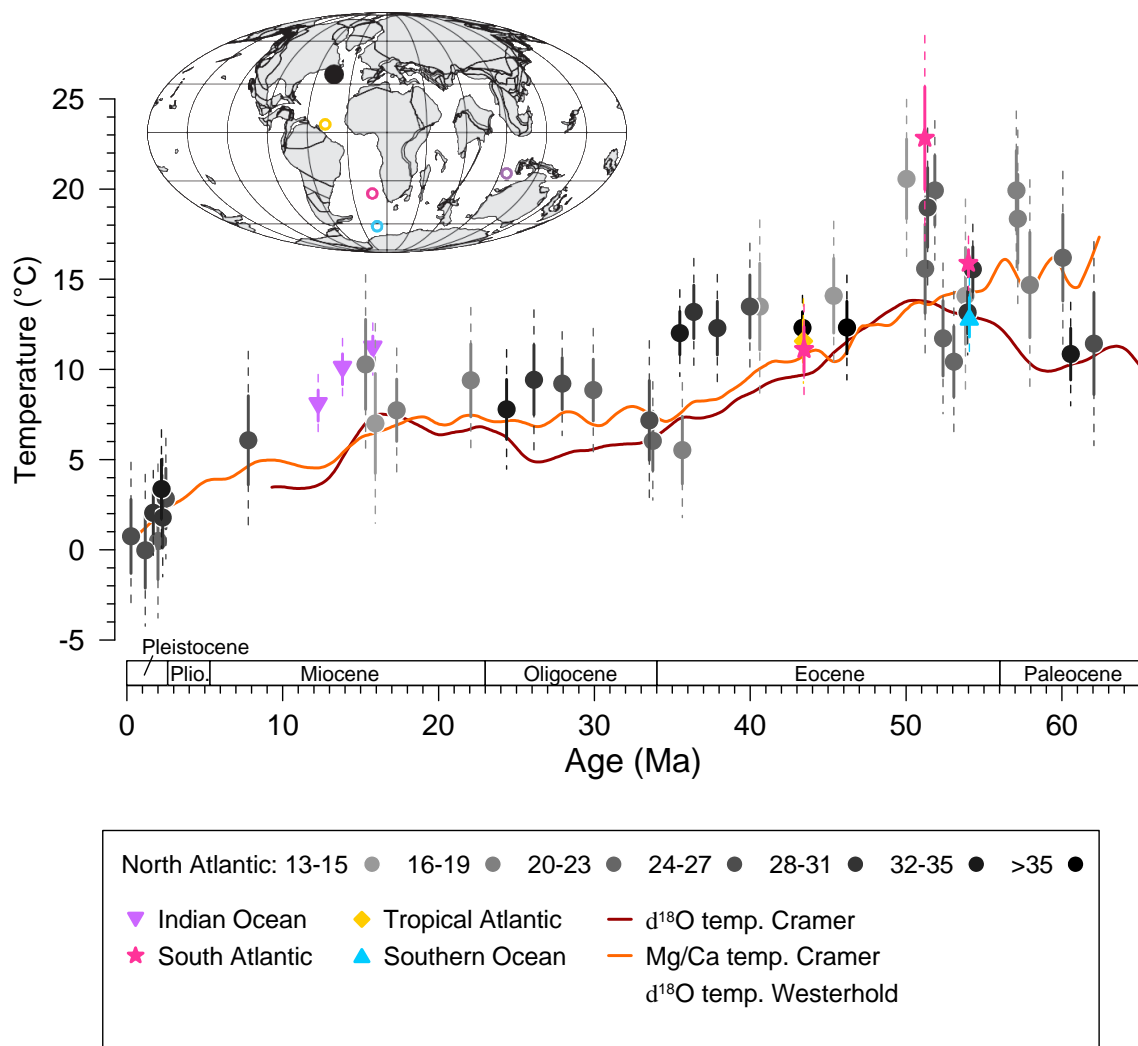 25
20
15
10
5
0
-5
Temperature (°C)
Pleistocene
Plio.
Miocene
Oligocene
Eocene
Paleocene
0 10 20 30 40 50 60
Age (Ma)
North Atlantic: 13-15 16-19 20-23 24-27 28-31 32-35 >35
Indian Ocean Tropical Atlantic d¹⁸O temp. Cramer
South Atlantic Southern Ocean Mg/Ca temp. Cramer
d¹⁸O temp. Westerhold